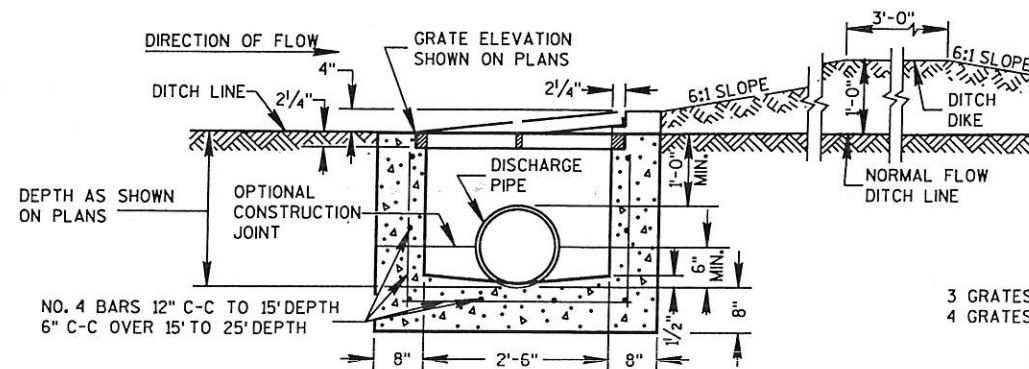 3'-0"
DIRECTION OF FLOW
GRATE ELEVATION
SHOWN ON PLANS
4"
6:1 SLOPE
6:1 SLOPE
2 1/4"
DITCH LINE
2 1/4"
1'-0"
DITCH
DIKE
DEPTH AS SHOWN
ON PLANS
OPTIONAL
CONSTRUCTION
JOINT
DISCHARGE
PIPE
1'-0"
MIN.
NORMAL FLOW
DITCH LINE
6"
MIN.
NO. 4 BARS 12" C-C TO 15' DEPTH
6" C-C OVER 15' TO 25' DEPTH
1 1/2"
8"
3 GRATES
4 GRATES
8"
2'-6"
8"